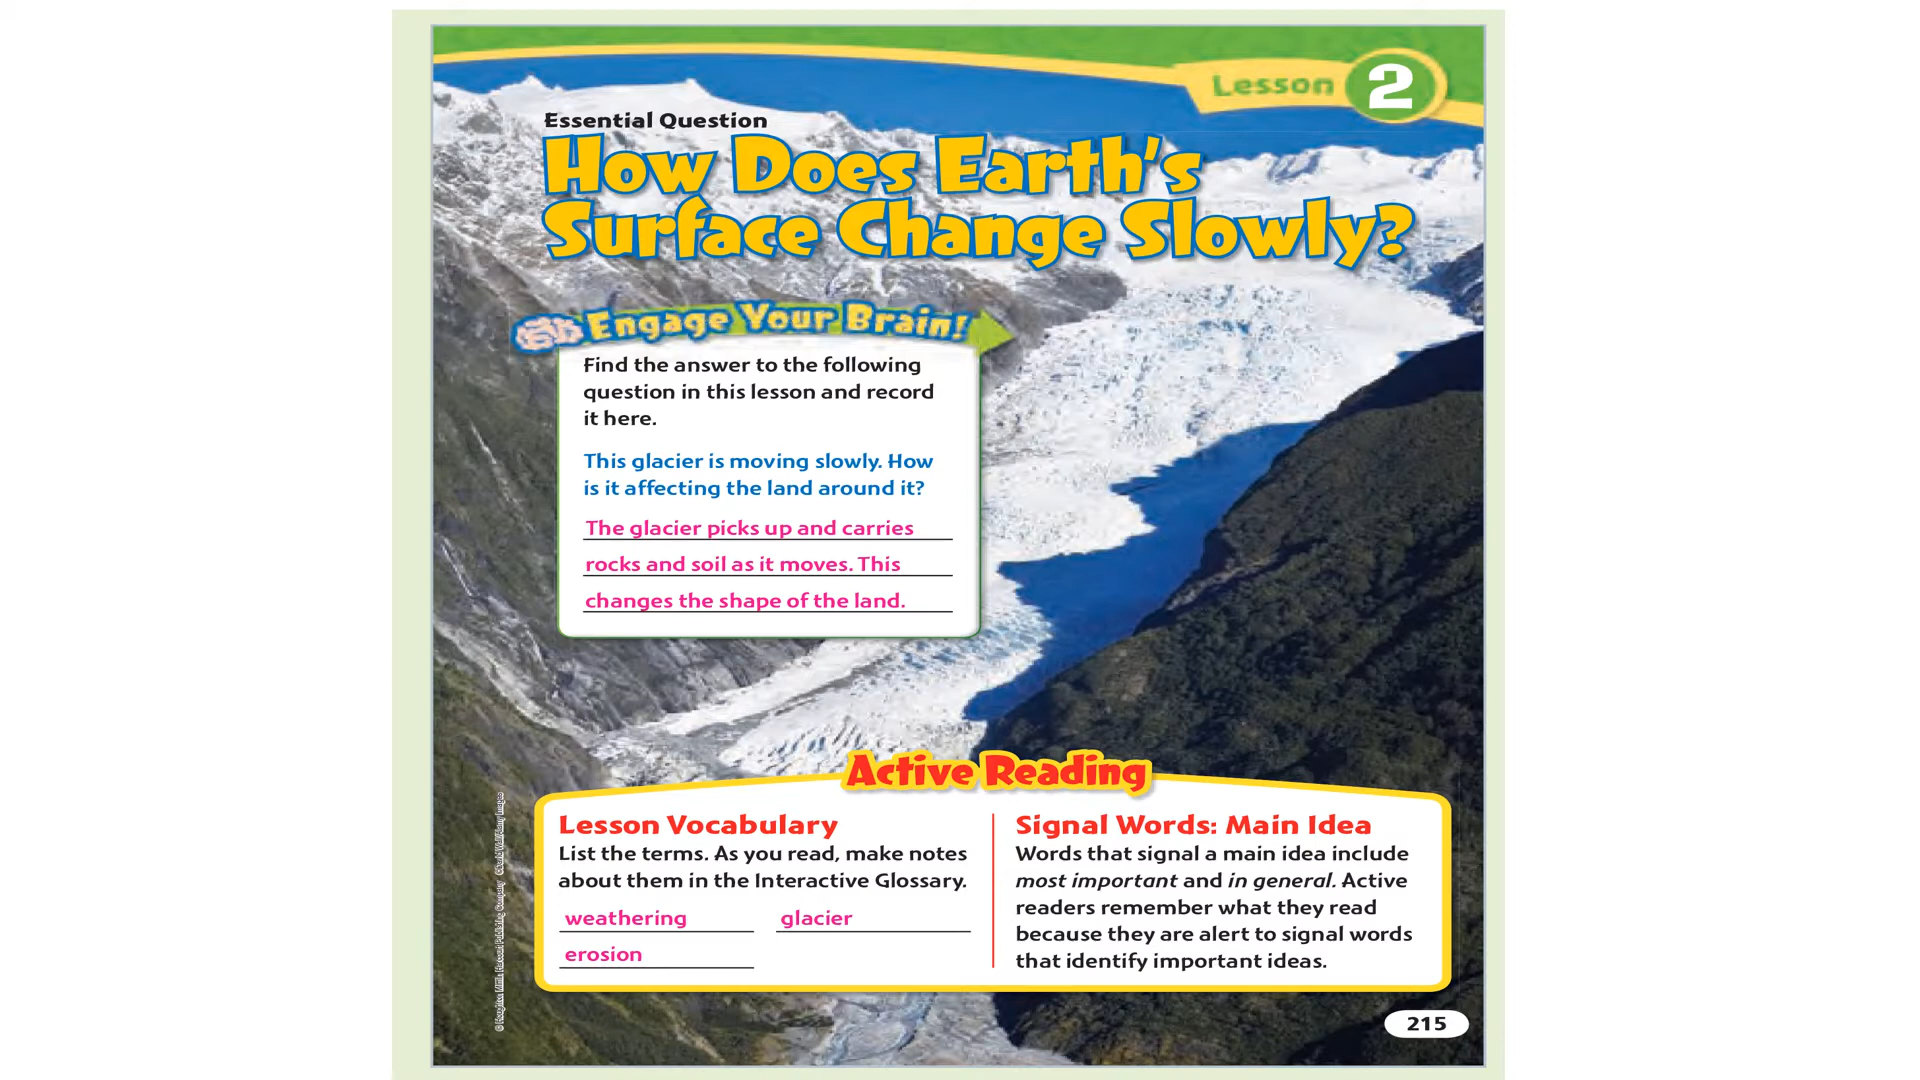 Lesson 2
Essential Question
How Does Earth's
Surface Change Slowly?
Engage Your Brain!
Find the answer to the following
question in this lesson and record
it here.
This glacier is moving slowly. How
is it affecting the land around it?
The glacier picks up and carries
rocks and soil as it moves. This
changes the shape of the land.
Active Reading
Lesson Vocabulary
List the terms. As you read, make notes
about them in the Interactive Glossary.
weathering glacier
erosion
Signal Words: Main Idea
Words that signal a main idea include
most important and in general. Active
readers remember what they read
because they are alert to signal words
that identify important ideas.
© Houghton Mifflin Harcourt Publishing Company
215